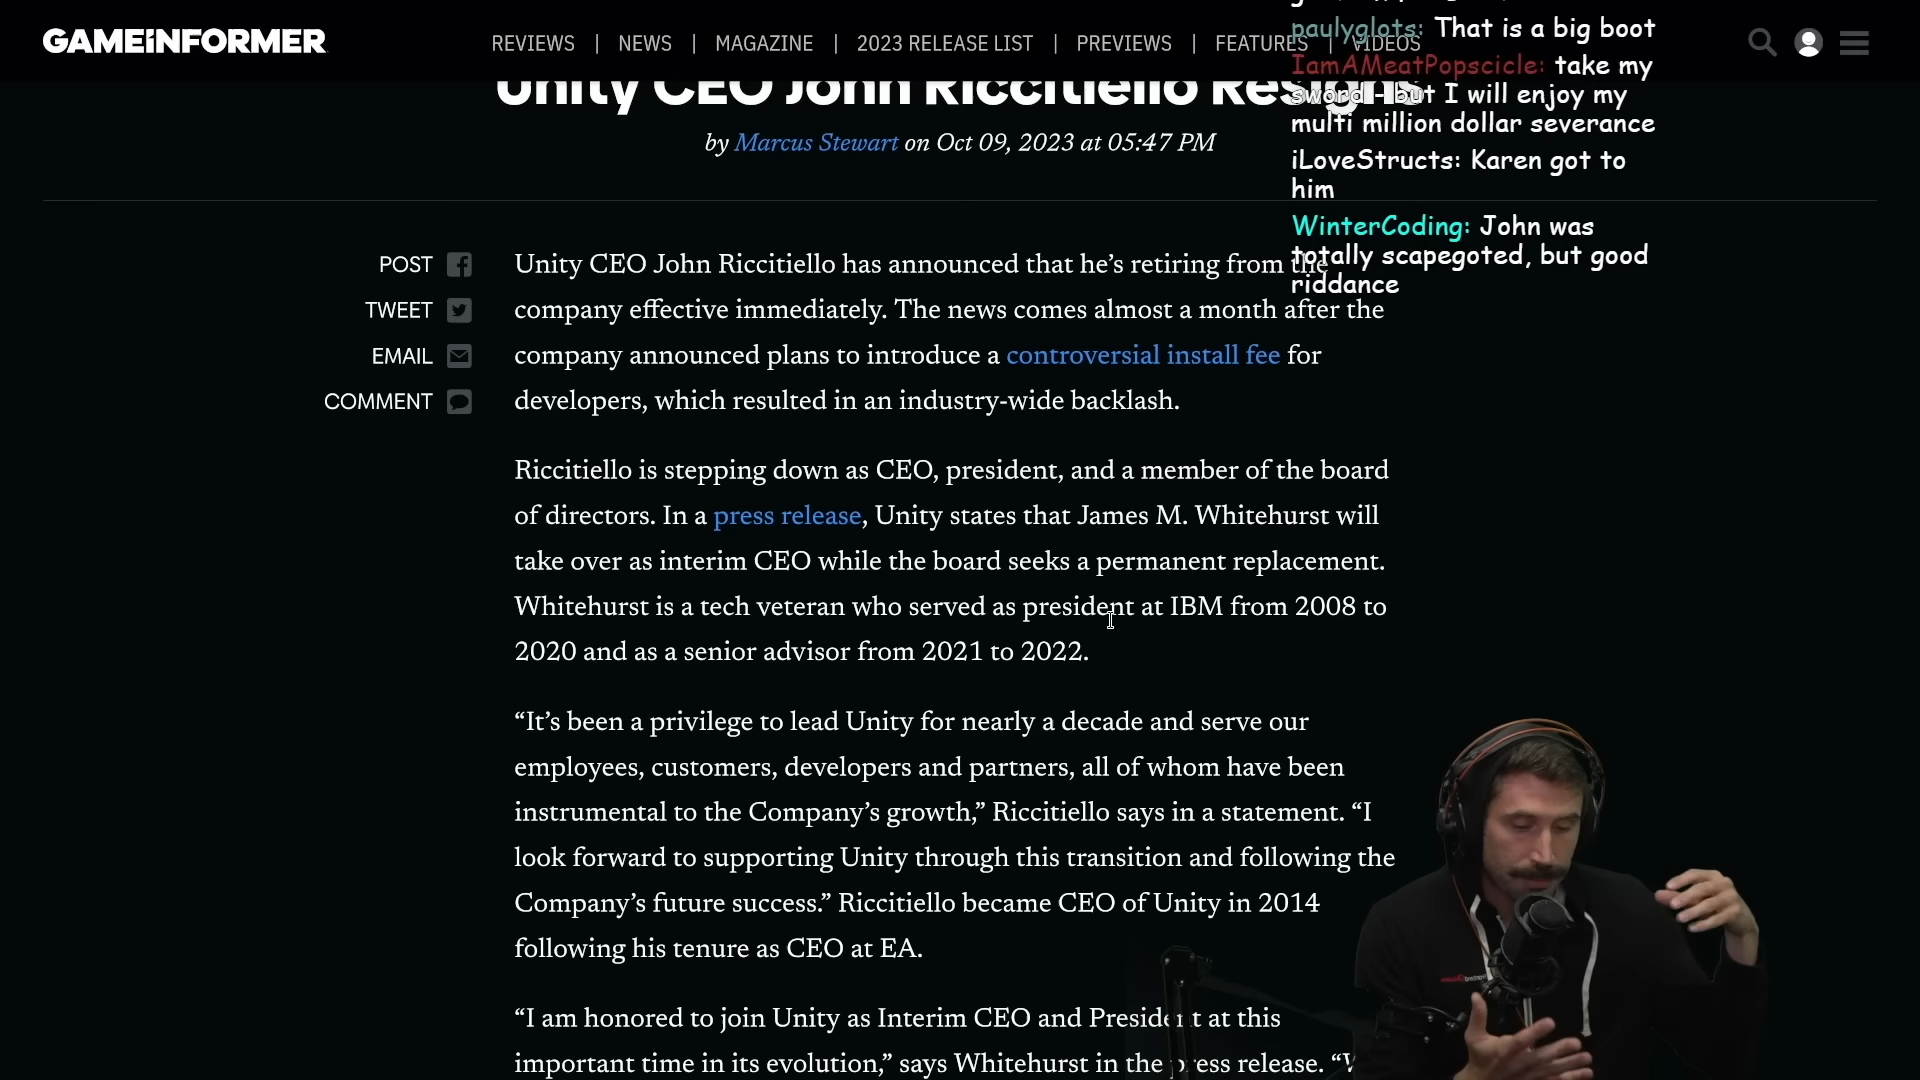 GAMEINFORMER
REVIEWS | NEWS | MAGAZINE | 2023 RELEASE LIST | PREVIEWS | FEATURES | VIDEOS
Unity CEO John Riccitiello Resigns
by Marcus Stewart on Oct 09, 2023 at 05:47 PM
POST
TWEET
EMAIL
COMMENT
Unity CEO John Riccitiello has announced that he’s retiring from the
company effective immediately. The news comes almost a month after the
company announced plans to introduce a controversial install fee for
developers, which resulted in an industry-wide backlash.
Riccitiello is stepping down as CEO, president, and a member of the board
of directors. In a press release, Unity states that James M. Whitehurst will
take over as interim CEO while the board seeks a permanent replacement.
Whitehurst is a tech veteran who served as president at IBM from 2008 to
2020 and as a senior advisor from 2021 to 2022.
“It’s been a privilege to lead Unity for nearly a decade and serve our
employees, customers, developers and partners, all of whom have been
instrumental to the Company’s growth,” Riccitiello says in a statement. “I
look forward to supporting Unity through this transition and following the
Company’s future success.” Riccitiello became CEO of Unity in 2014
following his tenure as CEO at EA.
“I am honored to join Unity as Interim CEO and President at this
important time in its evolution,” says Whitehurst in the press release.
paulyglots: That is a big boot
IamAMeatPopscicle: take my
sword - but I will enjoy my
multi million dollar severance
iLoveStructs: Karen got to
him
WinterCoding: John was
totally scapegoted, but good
riddance